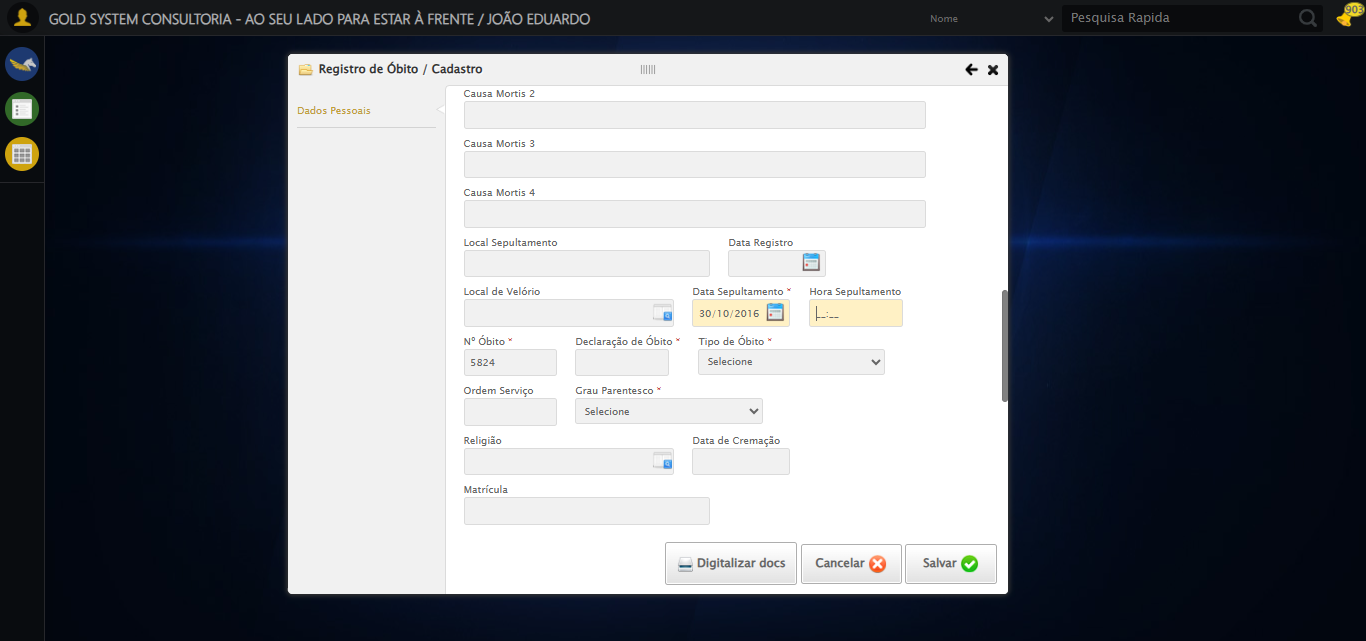 GOLD SYSTEM CONSULTORIA - AO SEU LADO PARA ESTAR À FRENTE / JOÃO EDUARDO
Nome
Pesquisa Rapida
903
Registro de Óbito / Cadastro
Dados Pessoais
Causa Mortis 2
Causa Mortis 3
Causa Mortis 4
Local Sepultamento Data Registro
Local de Velório Data Sepultamento * Hora Sepultamento
30/10/2016 __:__
Nº Óbito * Declaração de Óbito * Tipo de Óbito *
5824 Selecione
Ordem Serviço Grau Parentesco *
Selecione
Religião Data de Cremação
Matrícula
Digitalizar docs Cancelar Salvar